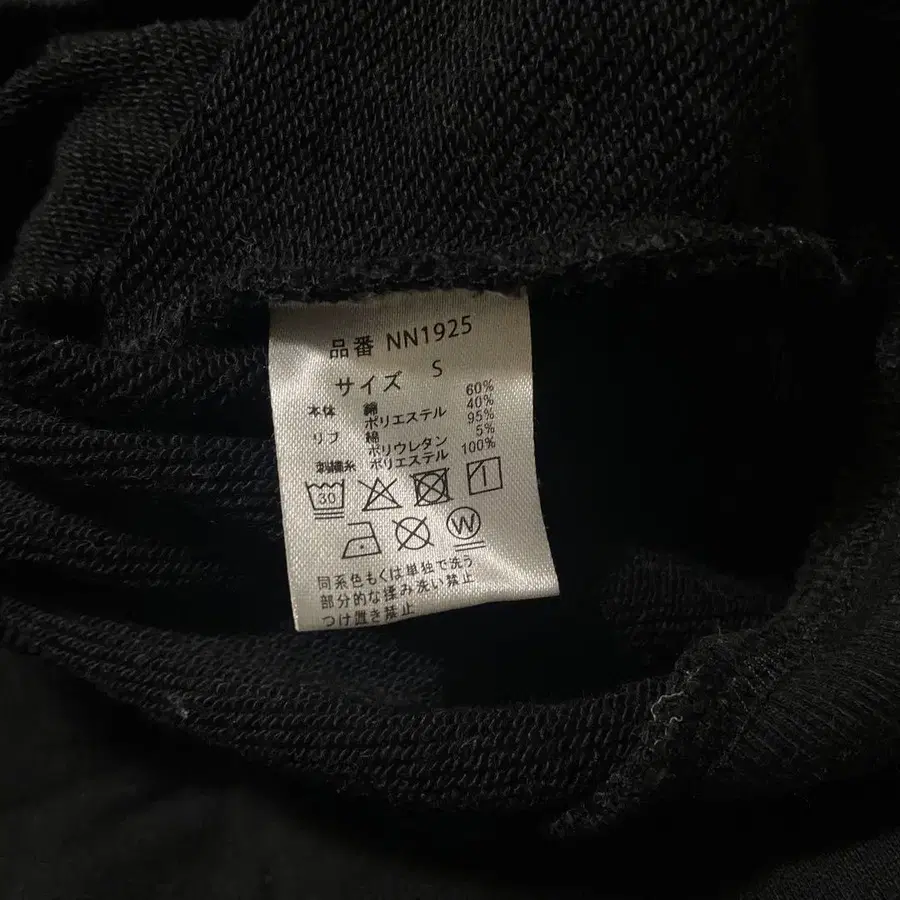 品番 NN1925
サイズ S
本体 綿 60%
ポリエステル 40%
リブ 綿 95%
ポリウレタン 5%
刺繍糸 ポリエステル 100%
30
W
同系色もくは単独で洗う
部分的な揉み洗い禁止
つけ置き禁止